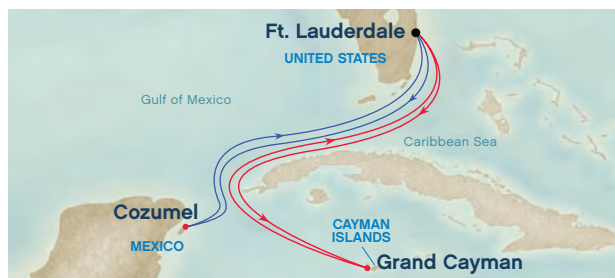 Ft. Lauderdale
UNITED STATES
Gulf of Mexico
Caribbean Sea
Cozumel
MEXICO
CAYMAN
ISLANDS
Grand Cayman